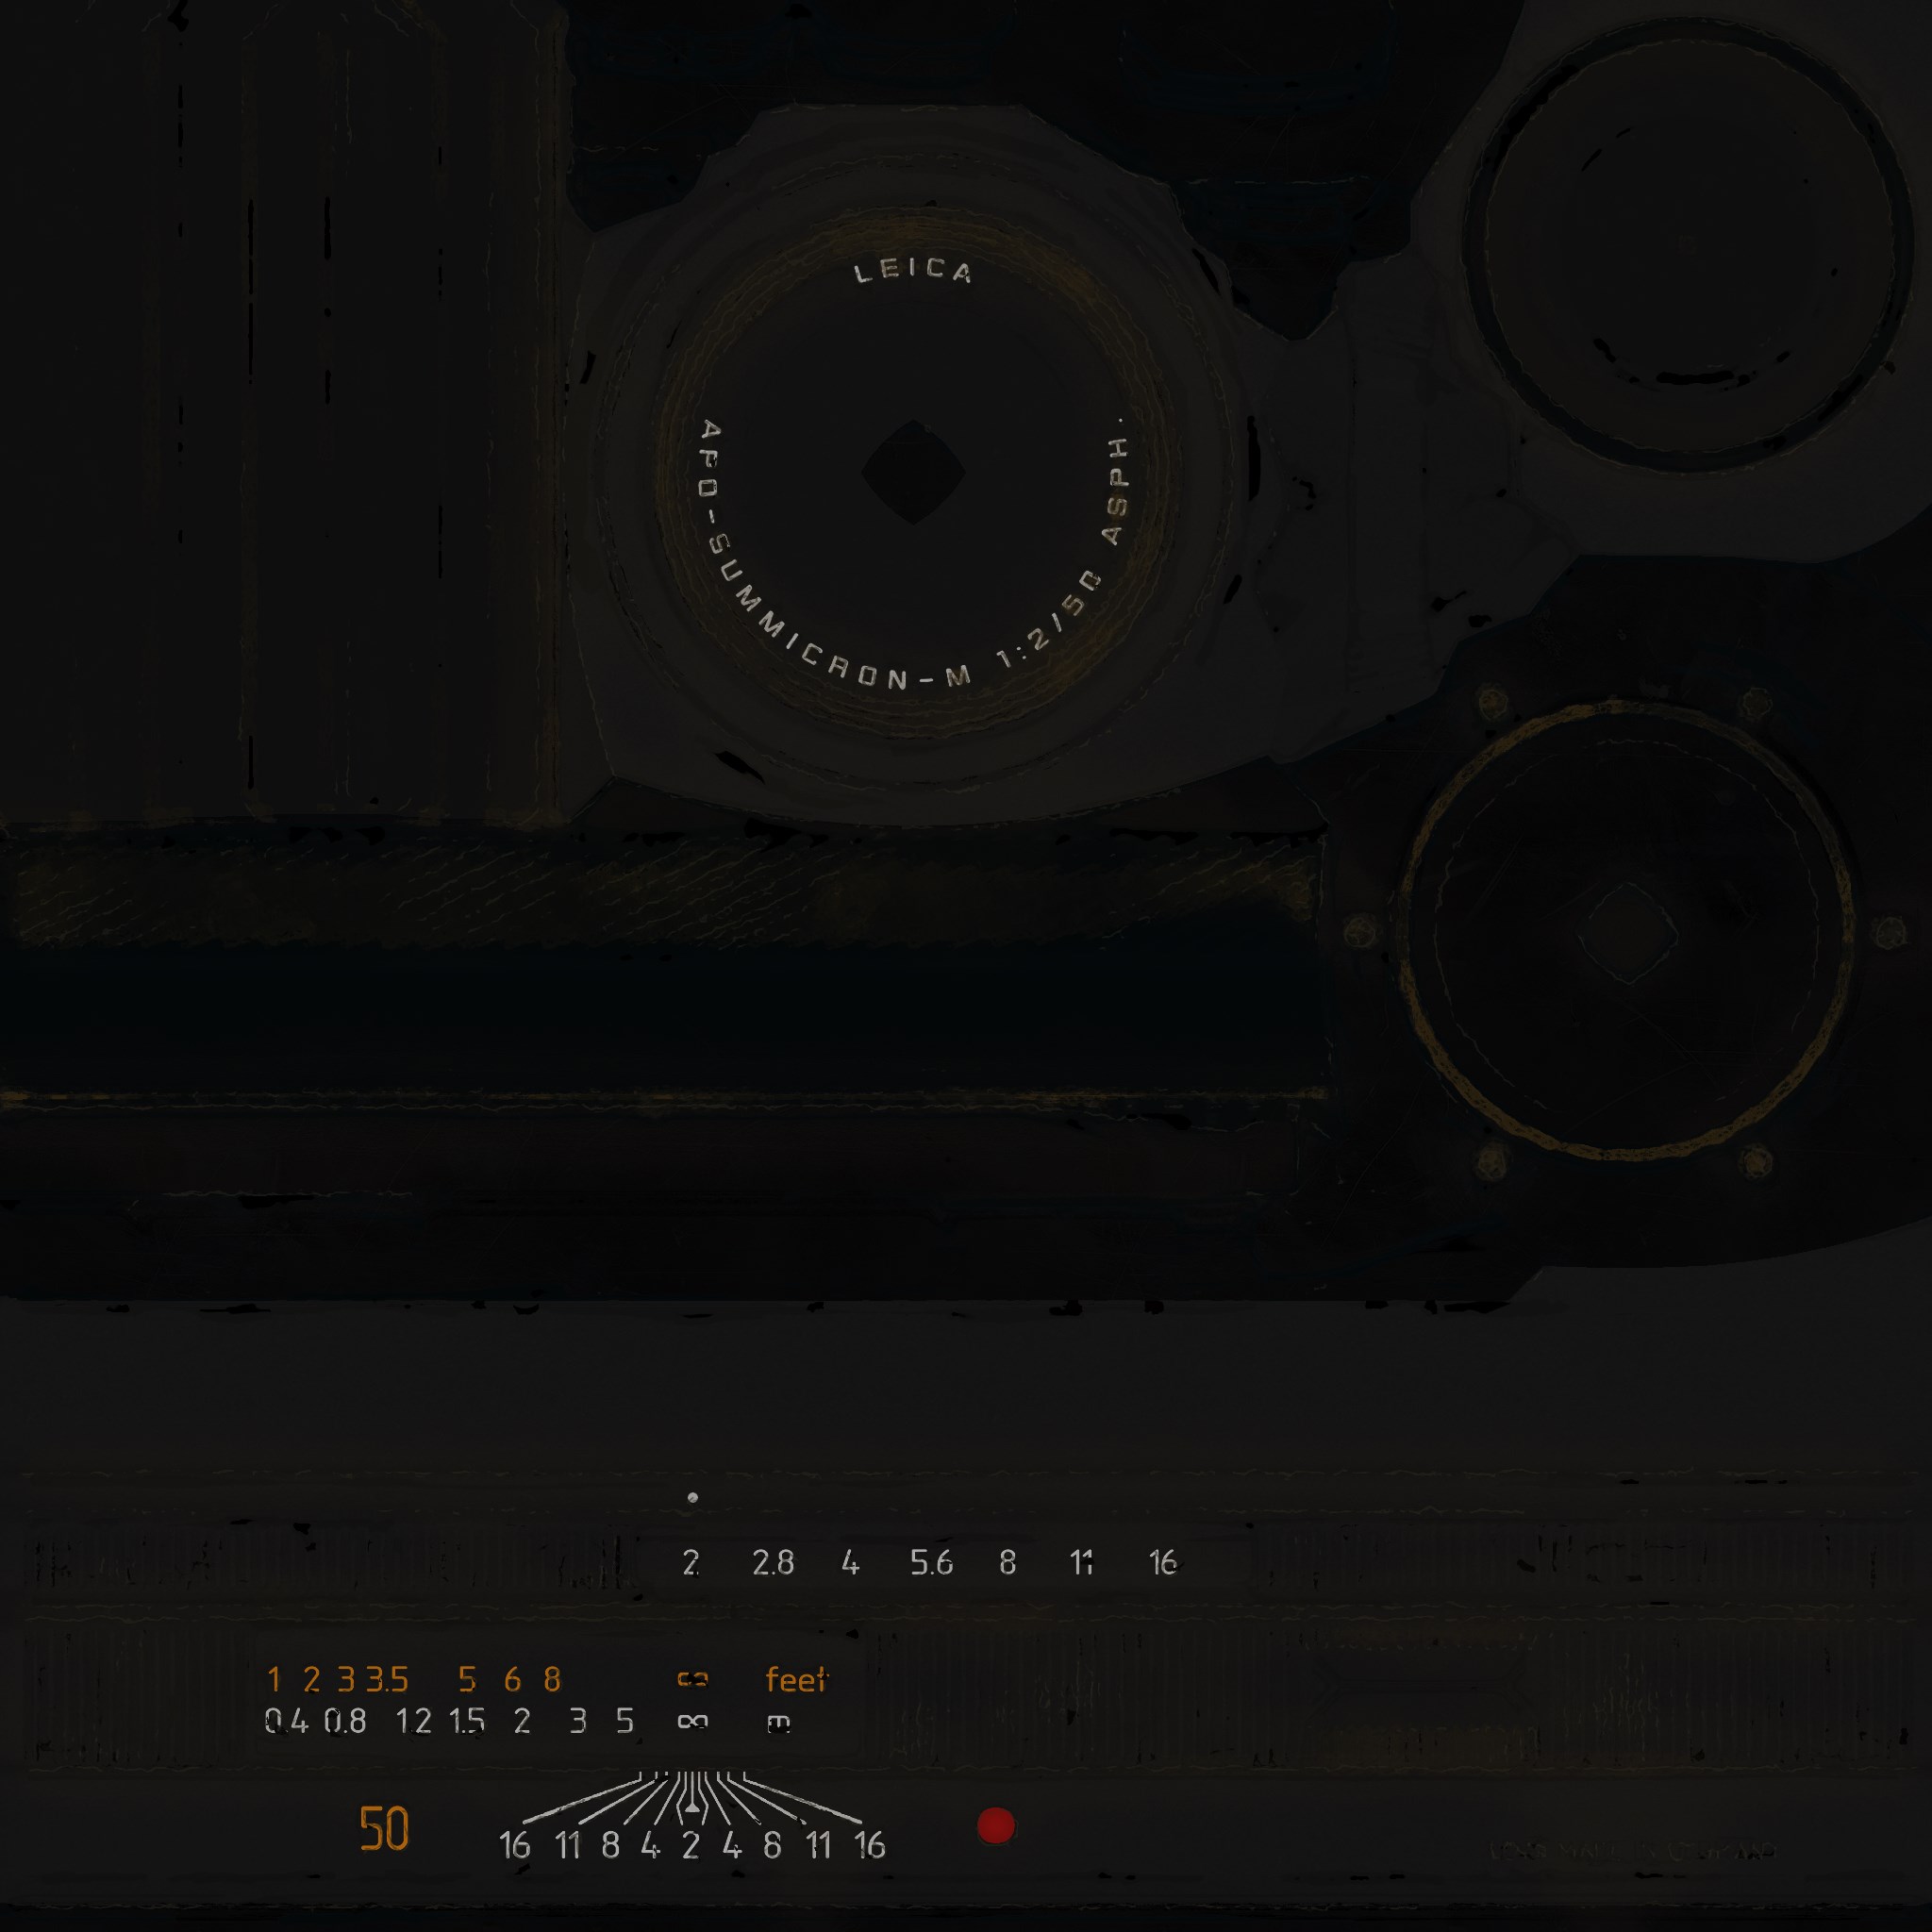 LEICA
APO-SUMMICRON-M 1:2/50 ASPH.
2 2.8 4 5.6 8 11 16
1 2 3 3.5 5 6 8 ∞ feet
0.4 0.8 1.2 1.5 2 3 5 ∞ m
50
16 11 8 4 2 4 8 11 16